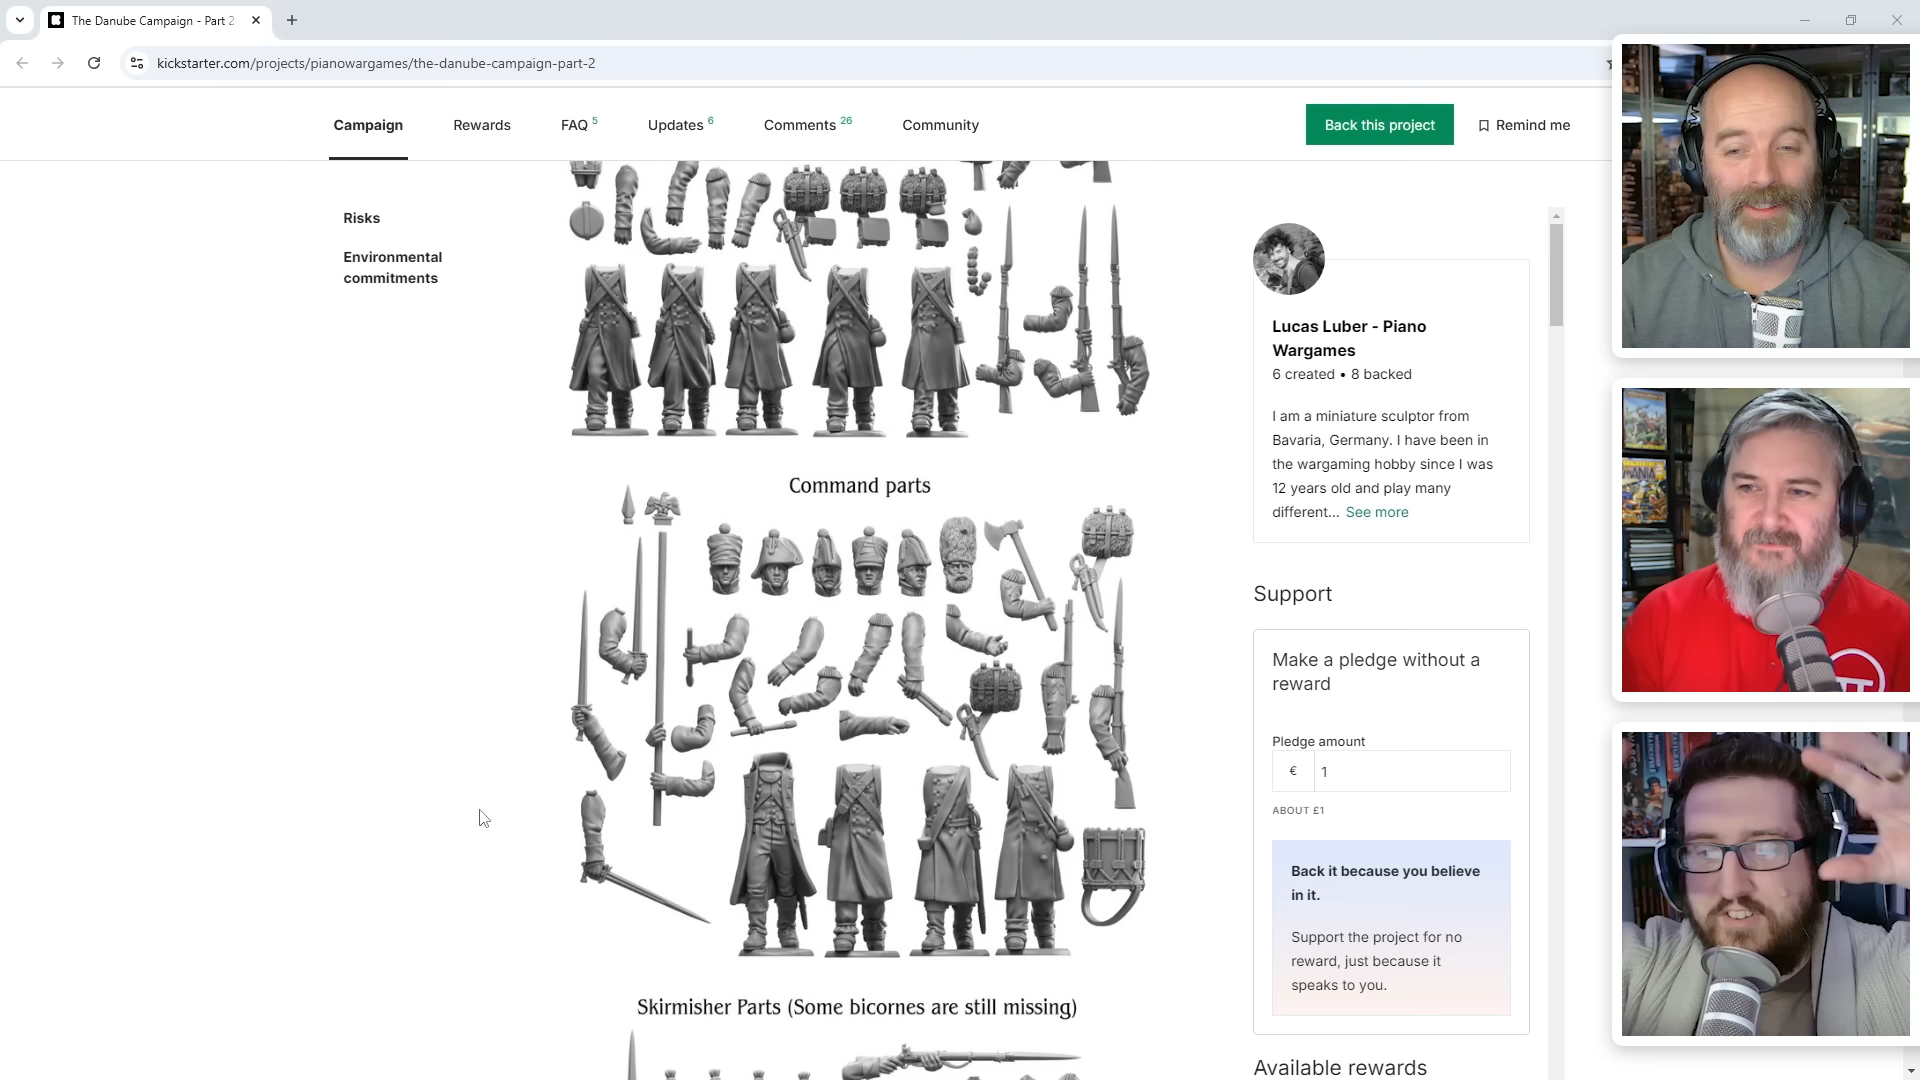 The Danube Campaign - Part 2
kickstarter.com/projects/pianowargames/the-danube-campaign-part-2
Campaign
Rewards
FAQ 5
Updates 6
Comments 26
Community
Back this project
Remind me
Risks
Environmental
commitments
Command parts
Skirmisher Parts (Some bicornes are still missing)
Lucas Luber - Piano
Wargames
6 created • 8 backed
I am a miniature sculptor from
Bavaria, Germany. I have been in
the wargaming hobby since I was
12 years old and play many
different... See more
Support
Make a pledge without a
reward
Pledge amount
€ 1
ABOUT £1
Back it because you believe
in it.
Support the project for no
reward, just because it
speaks to you.
Available rewards